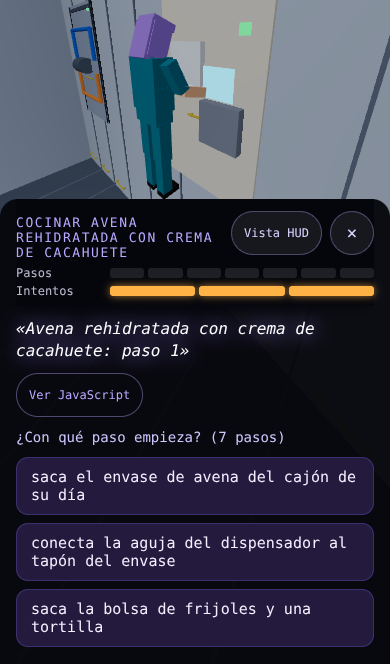 COCINAR AVENA
REHIDRATADA CON CREMA
DE CACAHUETE
Vista HUD
×
Pasos
Intentos
«Avena rehidratada con crema de
cacahuete: paso 1»
Ver JavaScript
¿Con qué paso empieza? (7 pasos)
saca el envase de avena del cajón de
su día
conecta la aguja del dispensador al
tapón del envase
saca la bolsa de frijoles y una
tortilla